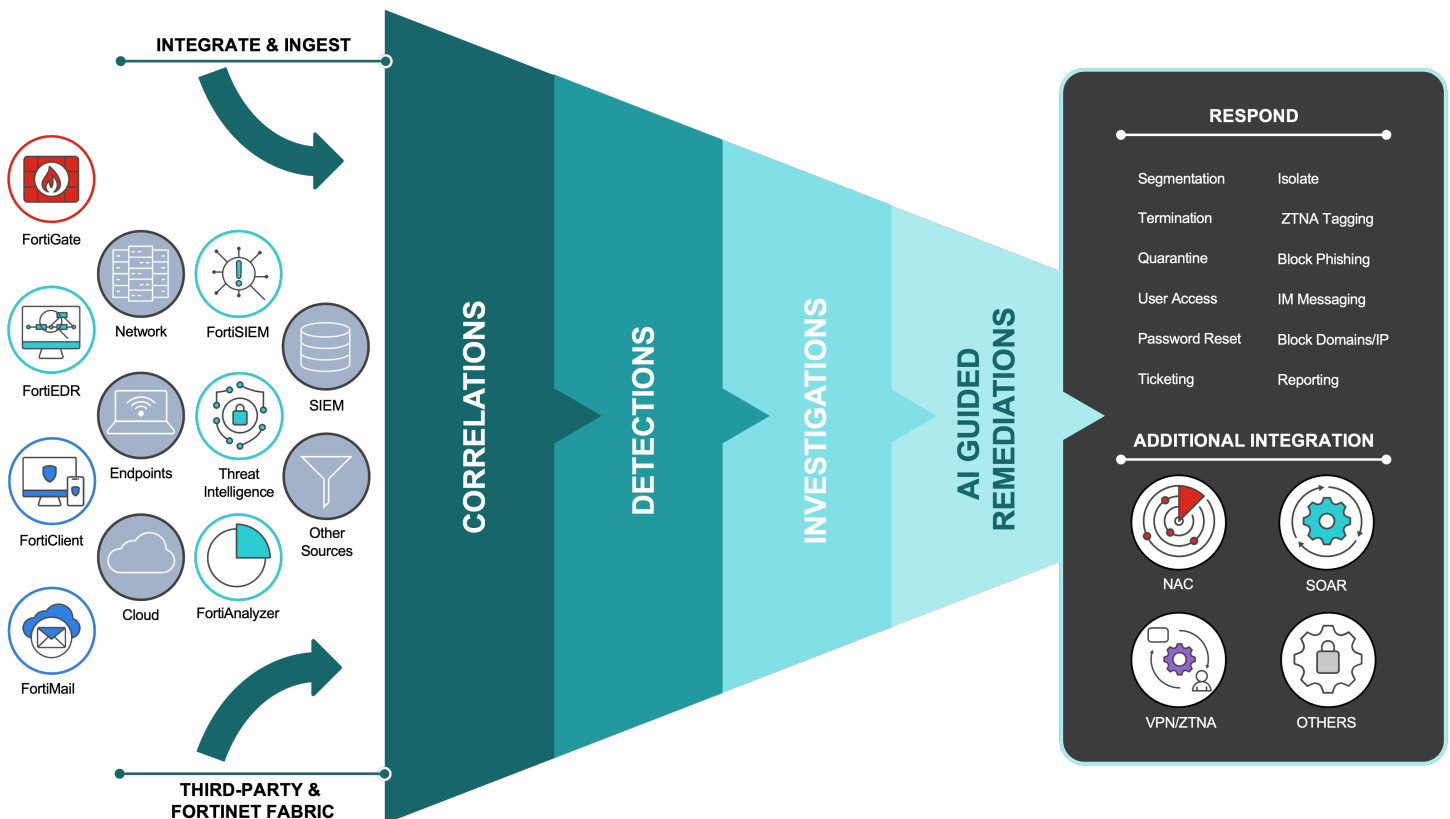 INTEGRATE & INGEST
FortiGate
Network
FortiSIEM
FortiEDR
SIEM
Endpoints
Threat
Intelligence
FortiClient
Other
Sources
Cloud
FortiAnalyzer
FortiMail
THIRD-PARTY &
FORTINET FABRIC
CORRELATIONS
DETECTIONS
INVESTIGATIONS
AI GUIDED
REMEDIATIONS
RESPOND
Segmentation
Isolate
Termination
ZTNA Tagging
Quarantine
Block Phishing
User Access
IM Messaging
Password Reset
Block Domains/IP
Ticketing
Reporting
ADDITIONAL INTEGRATION
NAC
SOAR
VPN/ZTNA
OTHERS